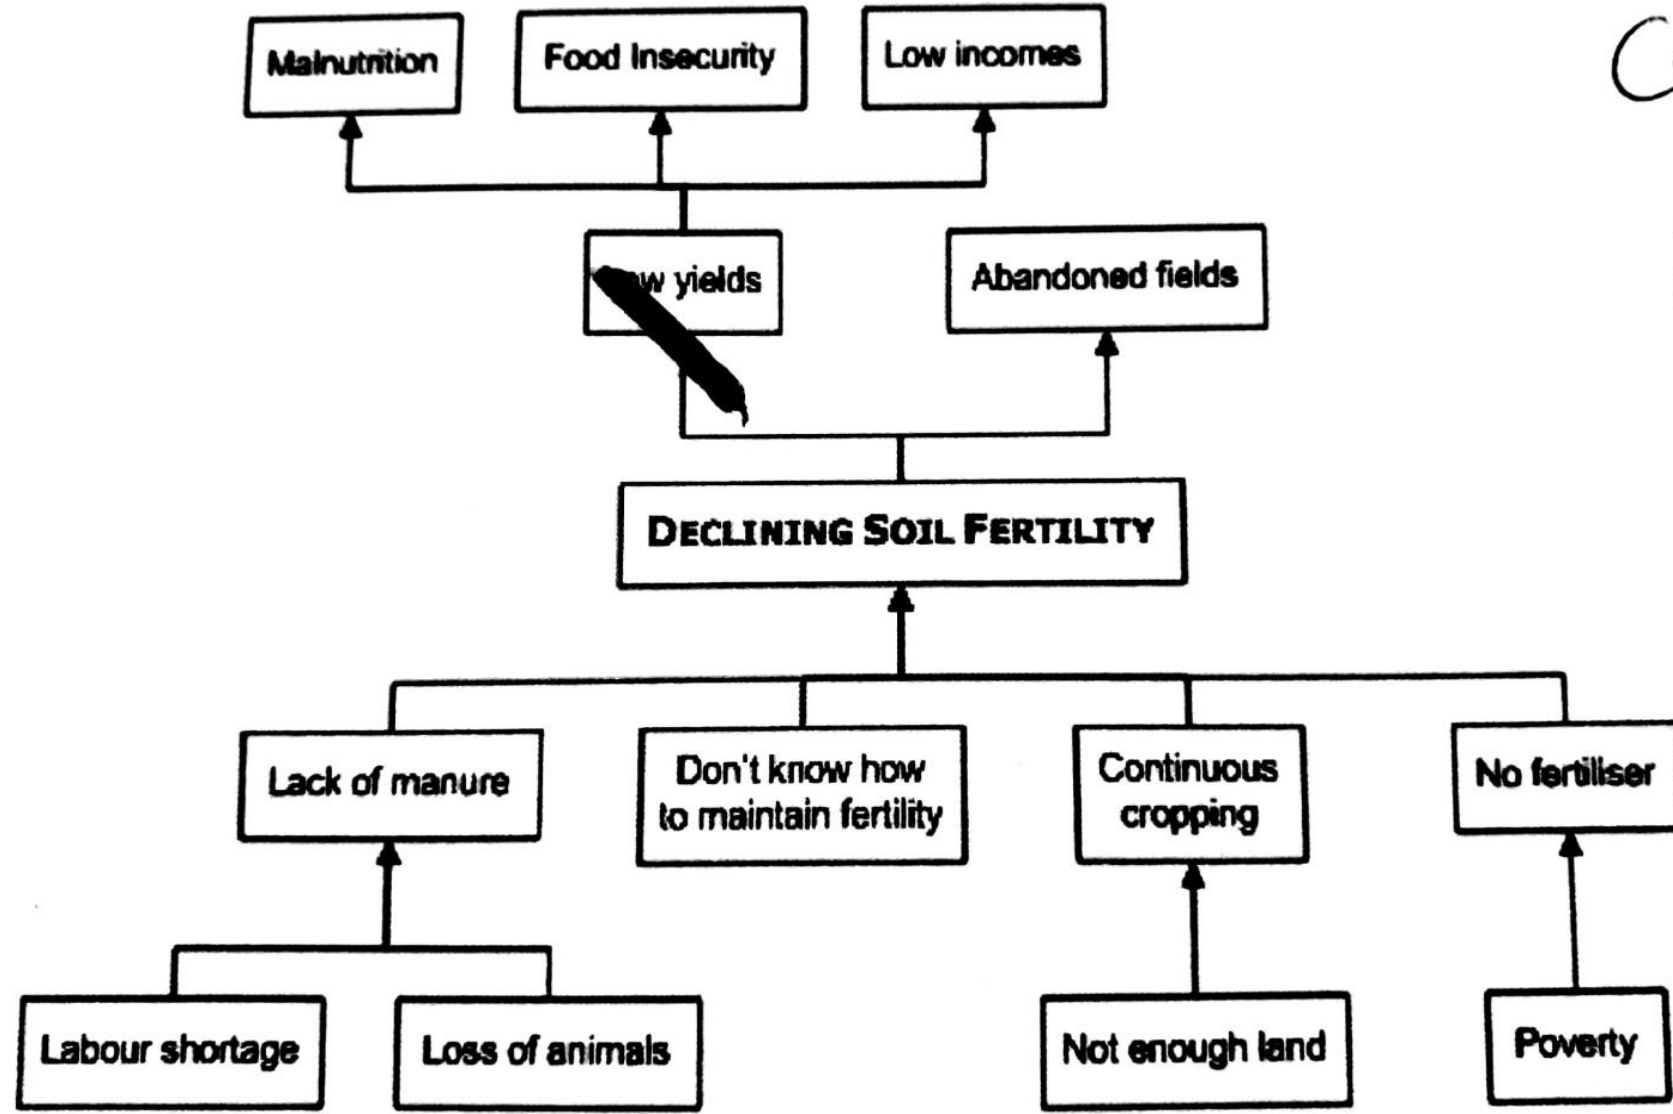 Malnutrition
Food Insecurity
Low incomes
yields
Abandoned fields
DECLINING SOIL FERTILITY
Lack of manure
Don't know how
to maintain fertility
Continuous
cropping
No fertiliser
Labour shortage
Loss of animals
Not enough land
Poverty